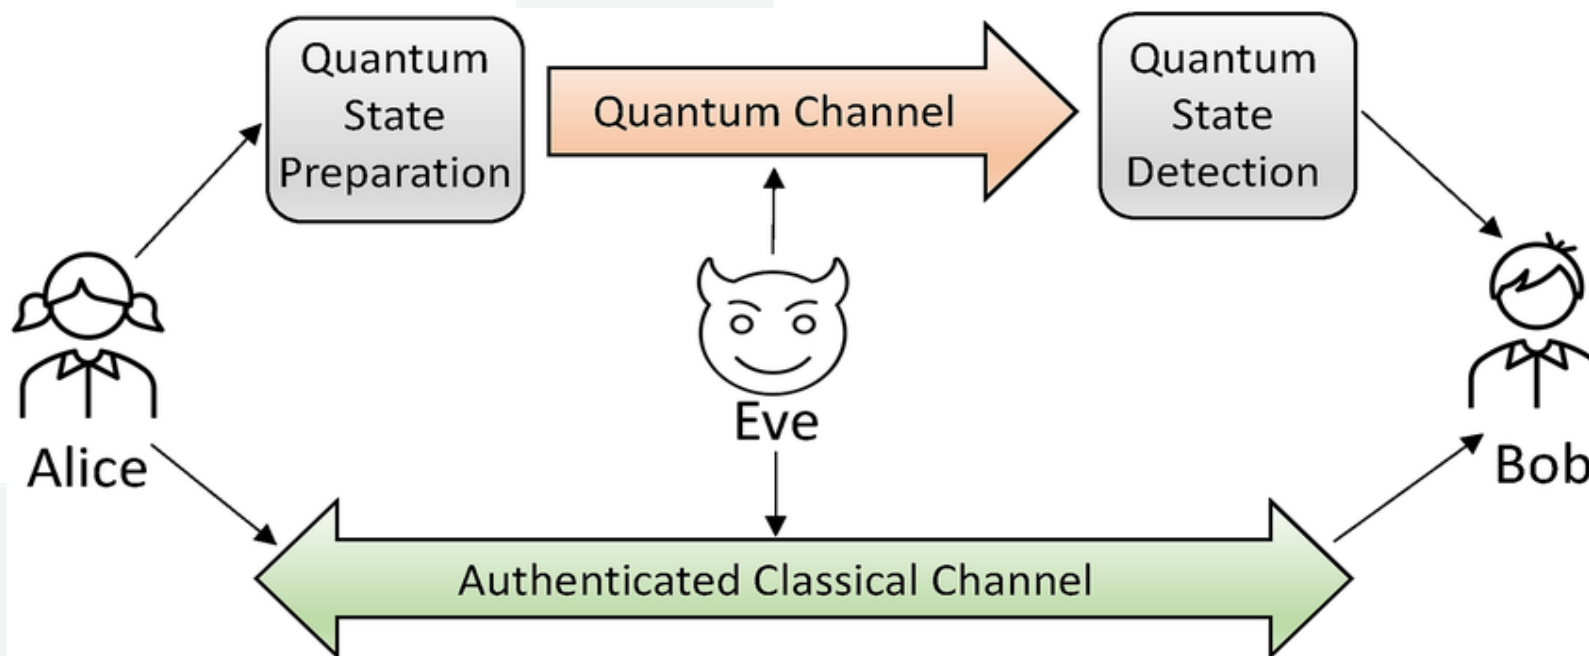 Quantum
State
Preparation
Quantum Channel
Quantum
State
Detection
Eve
Alice
Bob
Authenticated Classical Channel